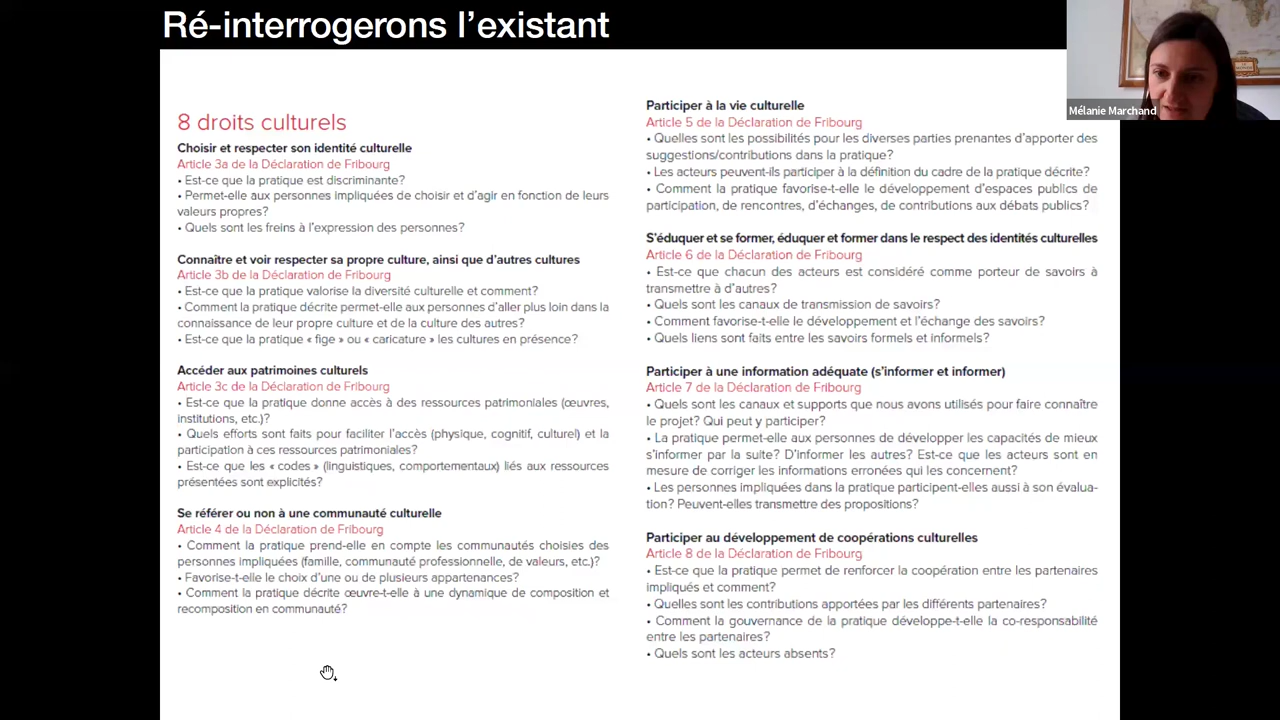 Ré-interrogerons l’existant
Mélanie Marchand
8 droits culturels
Choisir et respecter son identité culturelle
Article 3a de la Déclaration de Fribourg
• Est-ce que la pratique est discriminante?
• Permet-elle aux personnes impliquées de choisir et d’agir en fonction de leurs
valeurs propres?
• Quels sont les freins à l’expression des personnes?
Connaître et voir respecter sa propre culture, ainsi que d’autres cultures
Article 3b de la Déclaration de Fribourg
• Est-ce que la pratique valorise la diversité culturelle et comment?
• Comment la pratique décrite permet-elle aux personnes d’aller plus loin dans la
connaissance de leur propre culture et de la culture des autres?
• Est-ce que la pratique « fige » ou « caricature » les cultures en présence?
Accéder aux patrimoines culturels
Article 3c de la Déclaration de Fribourg
• Est-ce que la pratique donne accès à des ressources patrimoniales (œuvres,
institutions, etc.)?
• Quels efforts sont faits pour faciliter l’accès (physique, cognitif, culturel) et la
participation à ces ressources patrimoniales?
• Est-ce que les « codes » (linguistiques, comportementaux) liés aux ressources
présentées sont explicités?
Se référer ou non à une communauté culturelle
Article 4 de la Déclaration de Fribourg
• Comment la pratique prend-elle en compte les communautés choisies des
personnes impliquées (famille, communauté professionnelle, de valeurs, etc.)?
• Favorise-t-elle le choix d’une ou de plusieurs appartenances?
• Comment la pratique décrite œuvre-t-elle à une dynamique de composition et
recomposition en communauté?
Participer à la vie culturelle
Article 5 de la Déclaration de Fribourg
• Quelles sont les possibilités pour les diverses parties prenantes d’apporter des
suggestions/contributions dans la pratique?
• Les acteurs peuvent-ils participer à la définition du cadre de la pratique décrite?
• Comment la pratique favorise-t-elle le développement d’espaces publics de
participation, de rencontres, d’échanges, de contributions aux débats publics?
S’éduquer et se former, éduquer et former dans le respect des identités culturelles
Article 6 de la Déclaration de Fribourg
• Est-ce que chacun des acteurs est considéré comme porteur de savoirs à
transmettre à d’autres?
• Quels sont les canaux de transmission de savoirs?
• Comment favorise-t-elle le développement et l’échange des savoirs?
• Quels liens sont faits entre les savoirs formels et informels?
Participer à une information adéquate (s’informer et informer)
Article 7 de la Déclaration de Fribourg
• Quels sont les canaux et supports que nous avons utilisés pour faire connaître
le projet? Qui peut y participer?
• La pratique permet-elle aux personnes de développer les capacités de mieux
s’informer par la suite? D’informer les autres? Est-ce que les acteurs sont en
mesure de corriger les informations erronées qui les concernent?
• Les personnes impliquées dans la pratique participent-elles aussi à son évalua-
tion? Peuvent-elles transmettre des propositions?
Participer au développement de coopérations culturelles
Article 8 de la Déclaration de Fribourg
• Est-ce que la pratique permet de renforcer la coopération entre les partenaires
impliqués et comment?
• Quelles sont les contributions apportées par les différents partenaires?
• Comment la gouvernance de la pratique développe-t-elle la co-responsabilité
entre les partenaires?
• Quels sont les acteurs absents?